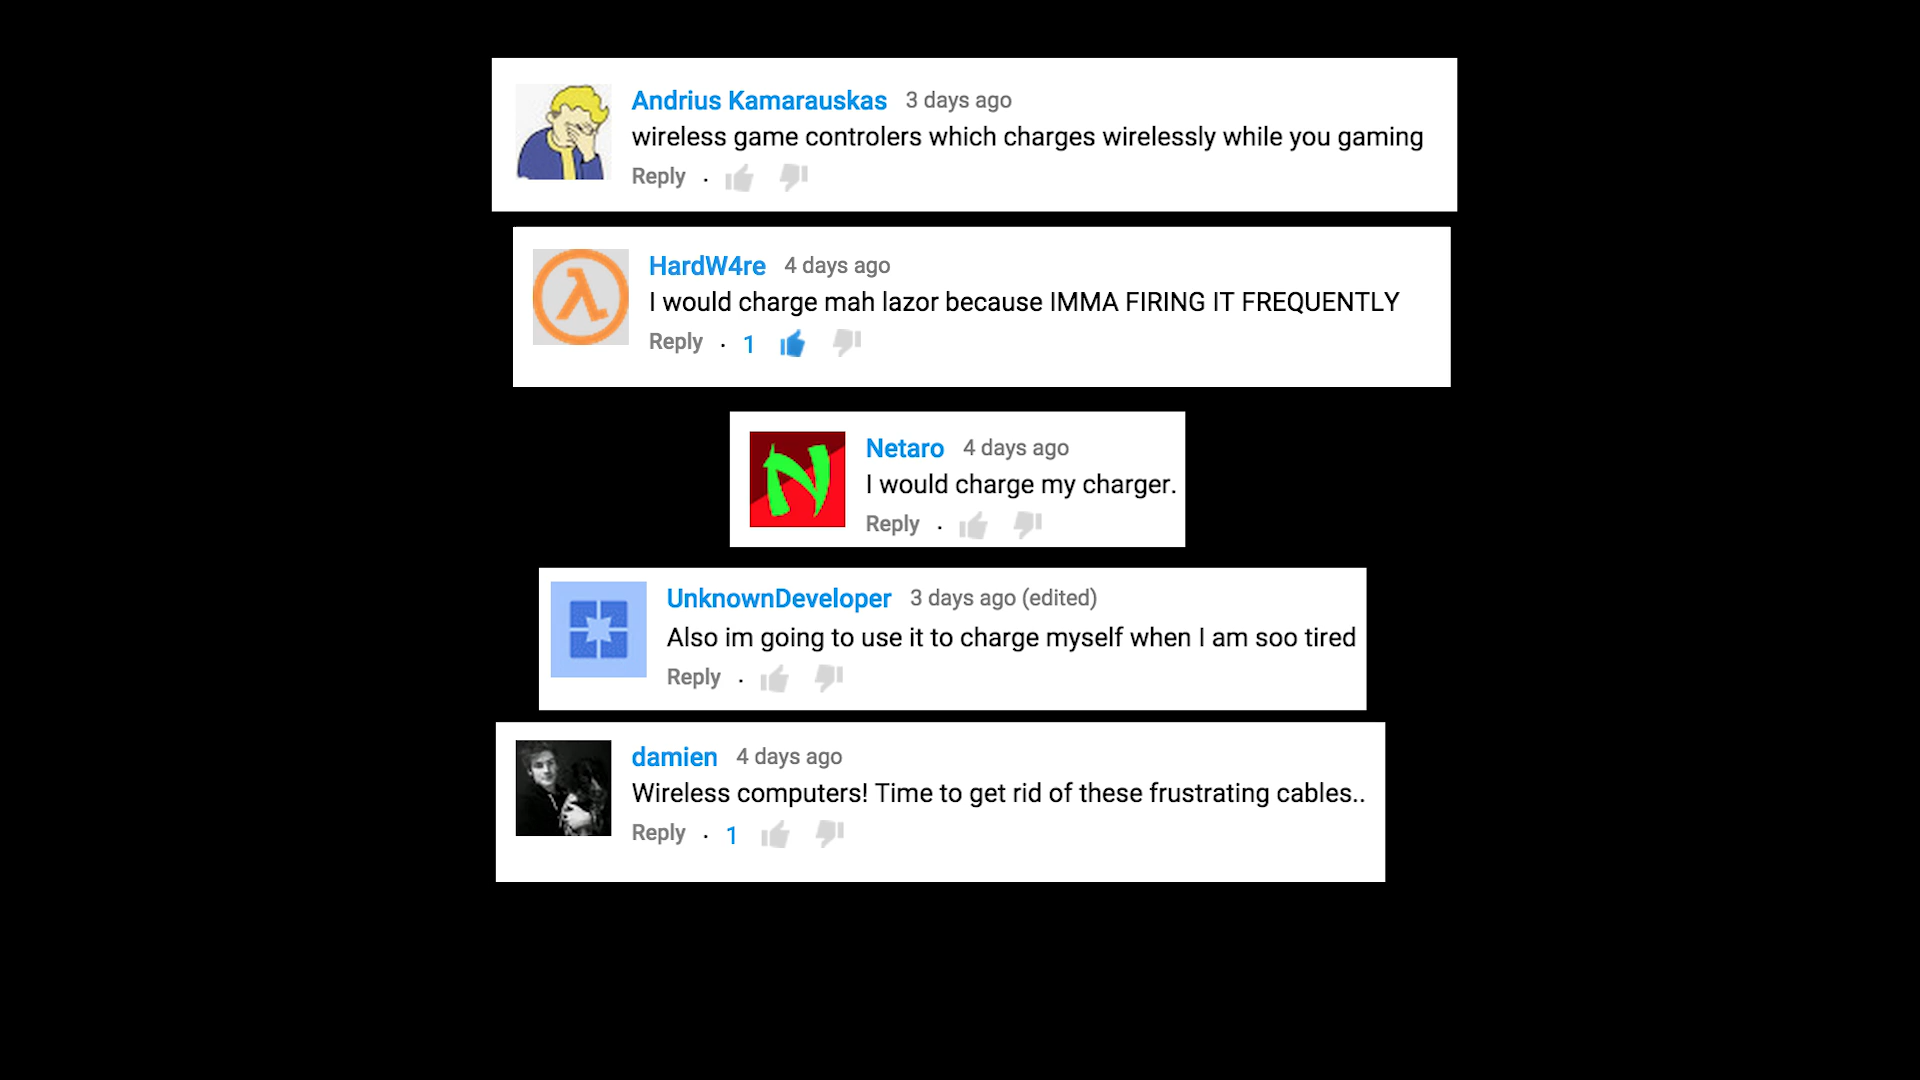 Andrius Kamarauskas 3 days ago
wireless game controlers which charges wirelessly while you gaming
Reply ·
HardW4re 4 days ago
I would charge mah lazor because IMMA FIRING IT FREQUENTLY
Reply · 1
Netaro 4 days ago
I would charge my charger.
Reply ·
UnknownDeveloper 3 days ago (edited)
Also im going to use it to charge myself when I am soo tired
Reply ·
damien 4 days ago
Wireless computers! Time to get rid of these frustrating cables..
Reply · 1